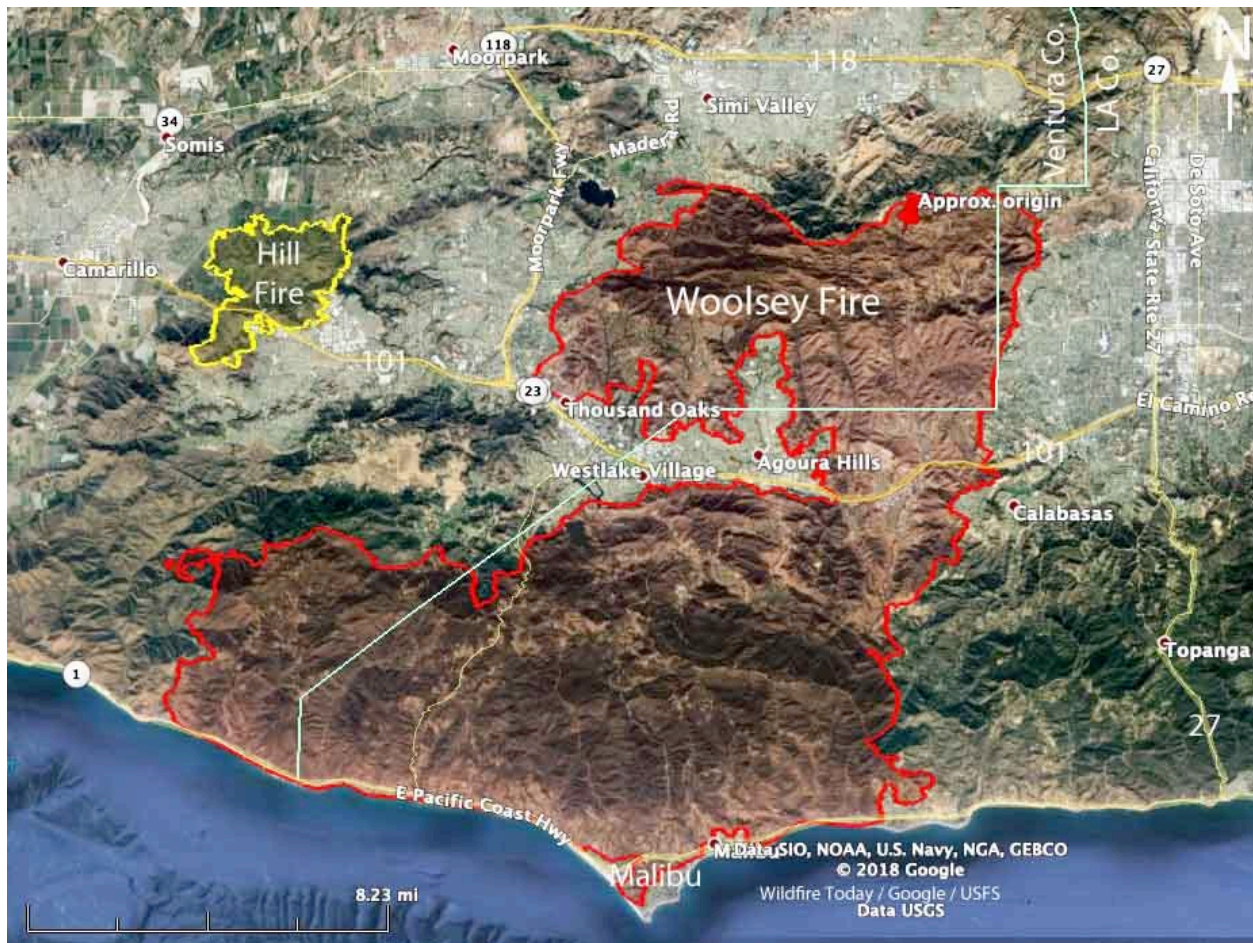 Moorpark
118
118
27
N
Ventura Co.
LA Co.
Simi Valley
34
Somis
Madera Rd
Moorpark Fwy
California State Rte 27
De Soto Ave
Approx. origin
Hill
Fire
Camarillo
Woolsey Fire
101
23
Thousand Oaks
El Camino R
Westlake Village
Agoura Hills
101
Calabasas
Topanga
1
27
E Pacific Coast Hwy
Malibu
Data SIO, NOAA, U.S. Navy, NGA, GEBCO
© 2018 Google
Malibu
Wildfire Today / Google / USFS
Data USGS
8.23 mi